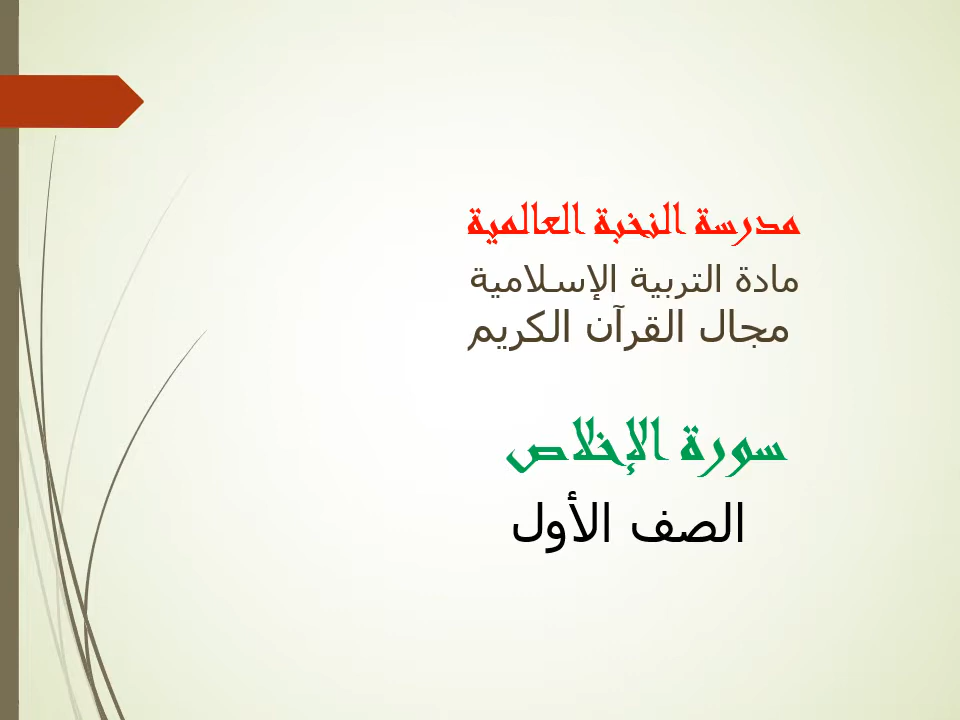 مدرسة النخبة العالمية
مادة التربية الإسلامية
مجال القرآن الكريم
سورة الإخلاص
الصف الأول